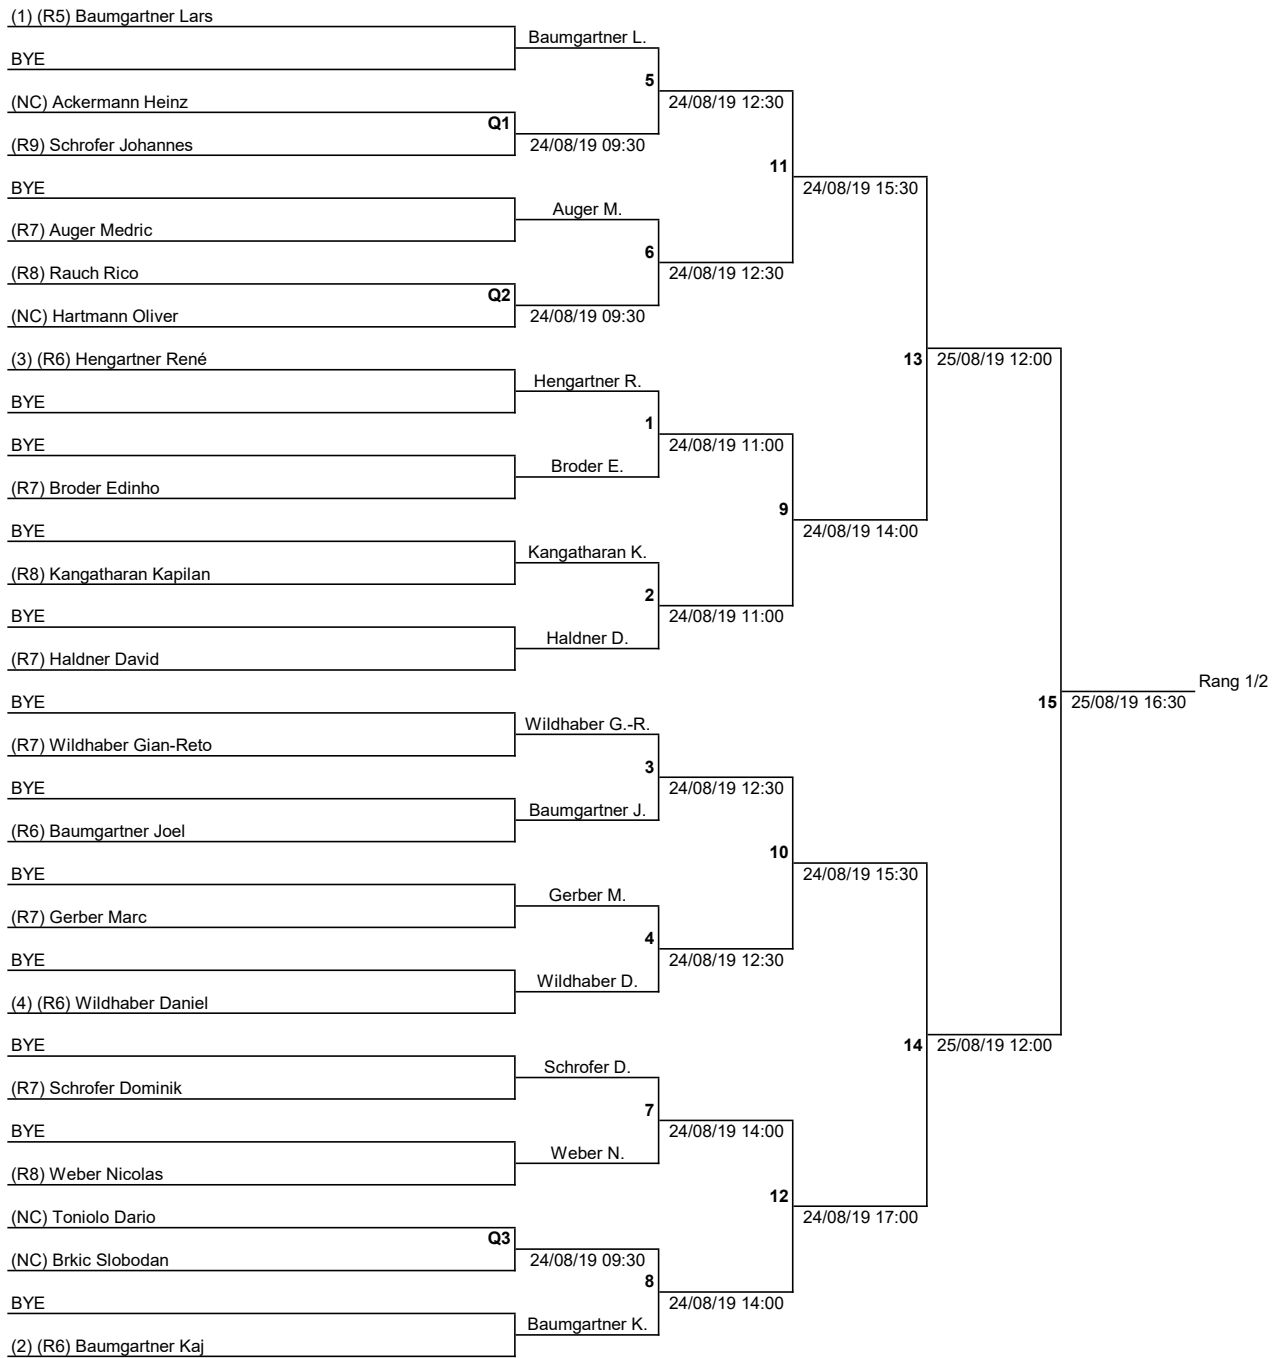 (1) (R5) Baumgartner Lars
Baumgartner L.
BYE
5
(NC) Ackermann Heinz
24/08/19 12:30
Q1
(R9) Schrofer Johannes
24/08/19 09:30
11
BYE
24/08/19 15:30
Auger M.
(R7) Auger Medric
6
(R8) Rauch Rico
24/08/19 12:30
Q2
(NC) Hartmann Oliver
24/08/19 09:30
(3) (R6) Hengartner René
13
25/08/19 12:00
Hengartner R.
BYE
1
BYE
24/08/19 11:00
Broder E.
(R7) Broder Edinho
9
BYE
24/08/19 14:00
Kangatharan K.
(R8) Kangatharan Kapilan
2
BYE
24/08/19 11:00
Haldner D.
(R7) Haldner David
Rang 1/2
BYE
15
25/08/19 16:30
Wildhaber G.-R.
(R7) Wildhaber Gian-Reto
3
BYE
24/08/19 12:30
Baumgartner J.
(R6) Baumgartner Joel
10
BYE
24/08/19 15:30
Gerber M.
(R7) Gerber Marc
4
BYE
24/08/19 12:30
Wildhaber D.
(4) (R6) Wildhaber Daniel
BYE
14
25/08/19 12:00
Schrofer D.
(R7) Schrofer Dominik
7
BYE
24/08/19 14:00
Weber N.
(R8) Weber Nicolas
12
(NC) Toniolo Dario
24/08/19 17:00
Q3
(NC) Brkic Slobodan
24/08/19 09:30
8
BYE
24/08/19 14:00
Baumgartner K.
(2) (R6) Baumgartner Kaj